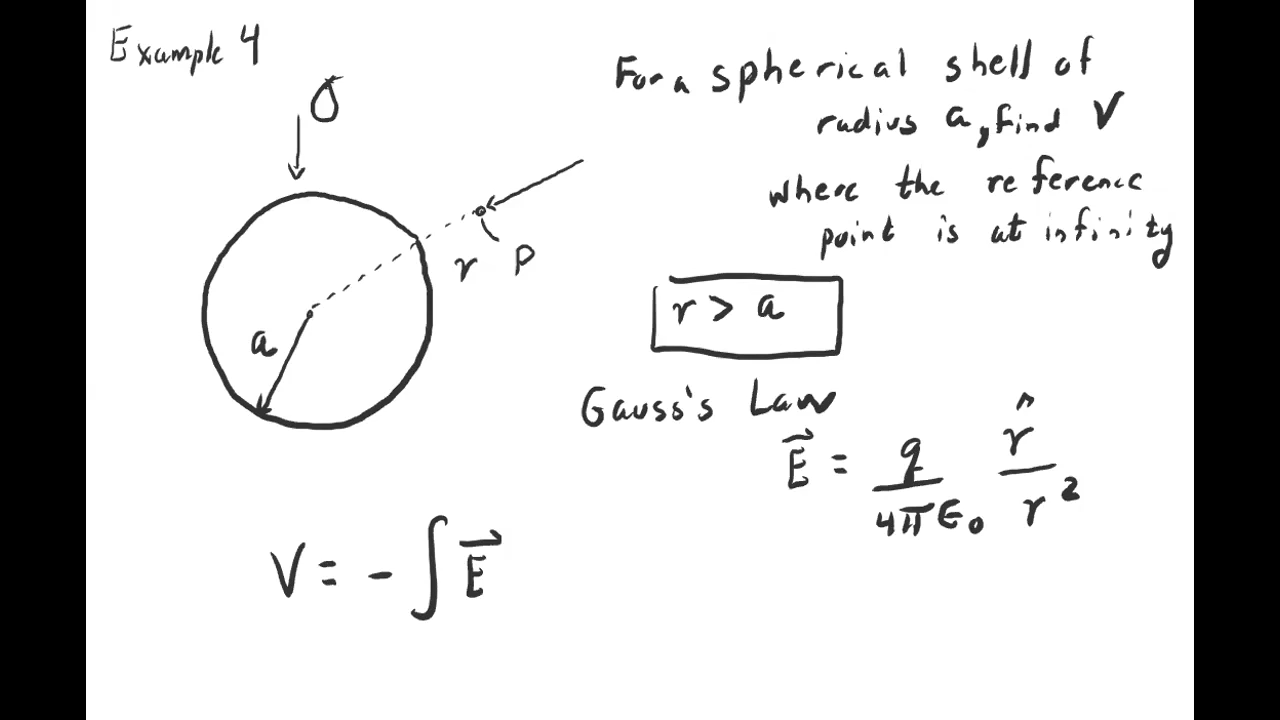 Example 4
σ
For a spherical shell of
radius a, find V
where the reference
point is at infinity
r P
a
r > a
Gauss's Law
E⃗ = q/4πϵ₀ r̂/r²
V = - ∫ E⃗